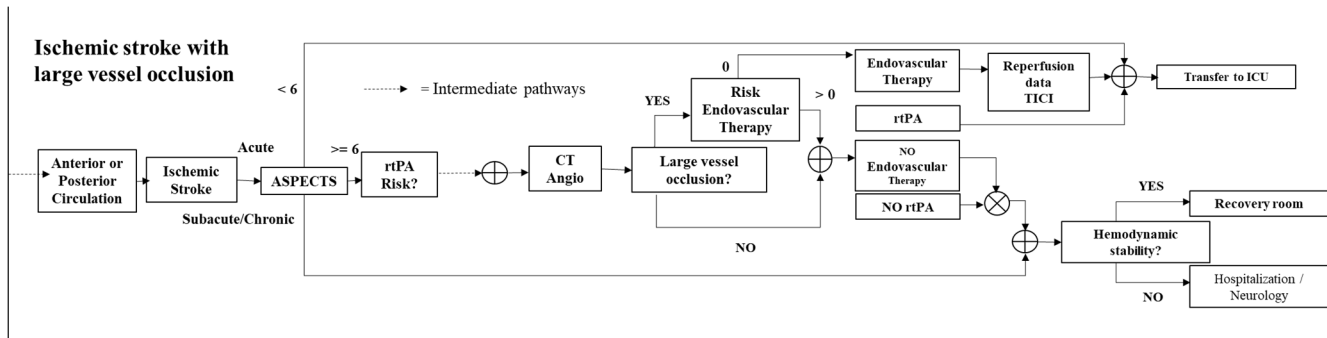 Ischemic stroke with
large vessel occlusion
= Intermediate pathways
Anterior or
Posterior
Circulation
Ischemic
Stroke
Acute
Subacute/Chronic
ASPECTS
< 6
>= 6
rtPA
Risk?
CT
Angio
Large vessel
occlusion?
YES
NO
Risk
Endovascular
Therapy
0
> 0
Endovascular
Therapy
Reperfusion
data
TICI
rtPA
Transfer to ICU
NO
Endovascular
Therapy
NO rtPA
Hemodynamic
stability?
YES
Recovery room
NO
Hospitalization /
Neurology